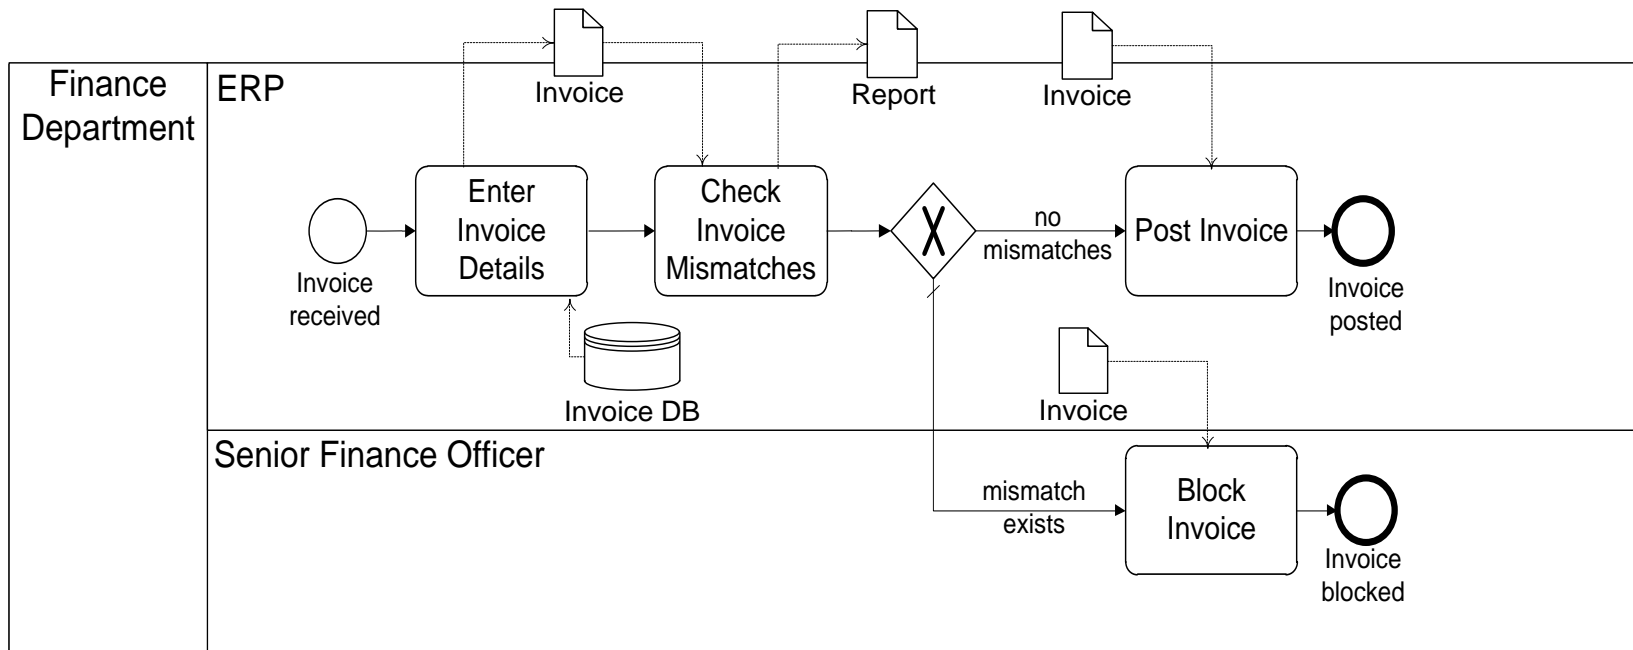 Finance
Department
ERP
Invoice
Report
Invoice
Enter
Invoice
Details
Check
Invoice
Mismatches
X
no
mismatches
Post Invoice
Invoice
received
Invoice
posted
Invoice DB
Invoice
Senior Finance Officer
mismatch
exists
Block
Invoice
Invoice
blocked